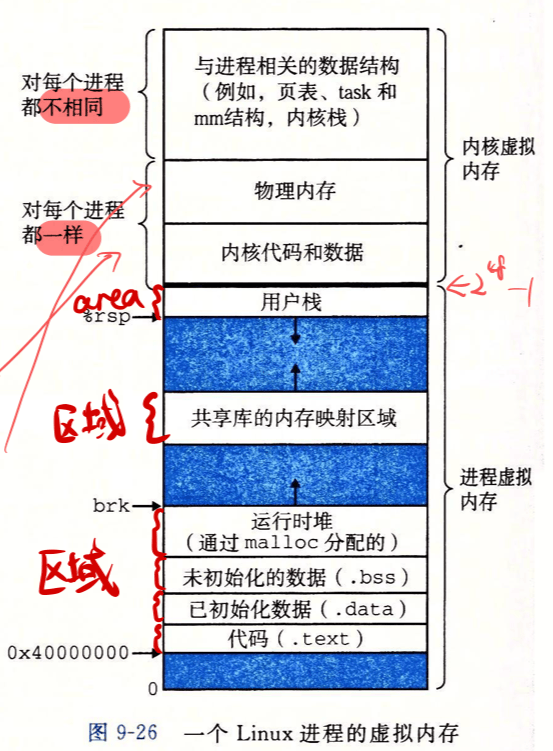 对每个进程
都不相同
与进程相关的数据结构
（例如，页表、task 和
mm结构，内核栈）
内核虚拟
内存
对每个进程
都一样
物理内存
内核代码和数据
area
%rsp
用户栈
←2^48-1
区域
共享库的内存映射区域
进程虚拟
内存
brk
运行时堆
（通过 malloc 分配的）
区域
未初始化的数据（.bss）
已初始化数据（.data）
代码（.text）
0x40000000
0
图 9-26 一个 Linux 进程的虚拟内存